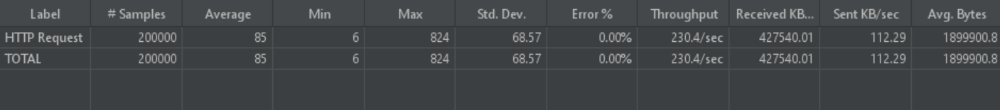 Label # Samples Average Min Max Std. Dev. Error % Throughput Received KB... Sent KB/sec Avg. Bytes
HTTP Request 200000 85 6 824 68.57 0.00% 230.4/sec 427540.01 112.29 1899900.8
TOTAL 200000 85 6 824 68.57 0.00% 230.4/sec 427540.01 112.29 1899900.8